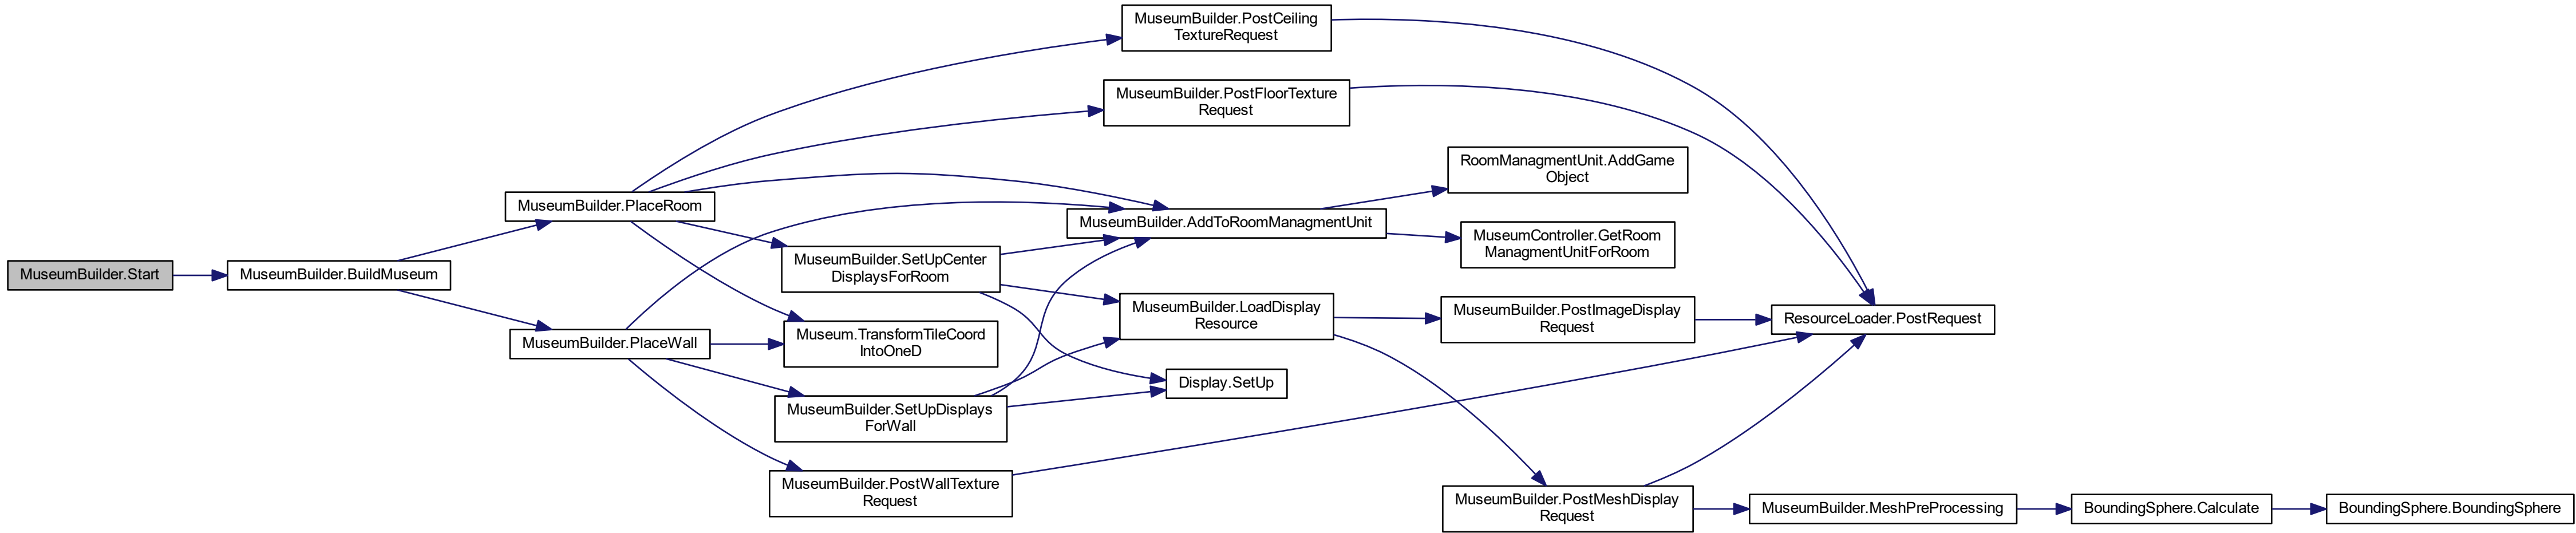 MuseumBuilder.Start
MuseumBuilder.BuildMuseum
MuseumBuilder.PlaceRoom
MuseumBuilder.PlaceWall
MuseumBuilder.SetUpCenter
DisplaysForRoom
Museum.TransformTileCoord
IntoOneD
MuseumBuilder.SetUpDisplays
ForWall
MuseumBuilder.PostWallTexture
Request
MuseumBuilder.PostCeiling
TextureRequest
MuseumBuilder.PostFloorTexture
Request
MuseumBuilder.AddToRoomManagmentUnit
MuseumBuilder.LoadDisplay
Resource
Display.SetUp
RoomManagmentUnit.AddGame
Object
MuseumController.GetRoom
ManagmentUnitForRoom
MuseumBuilder.PostImageDisplay
Request
MuseumBuilder.PostMeshDisplay
Request
ResourceLoader.PostRequest
MuseumBuilder.MeshPreProcessing
BoundingSphere.Calculate
BoundingSphere.BoundingSphere